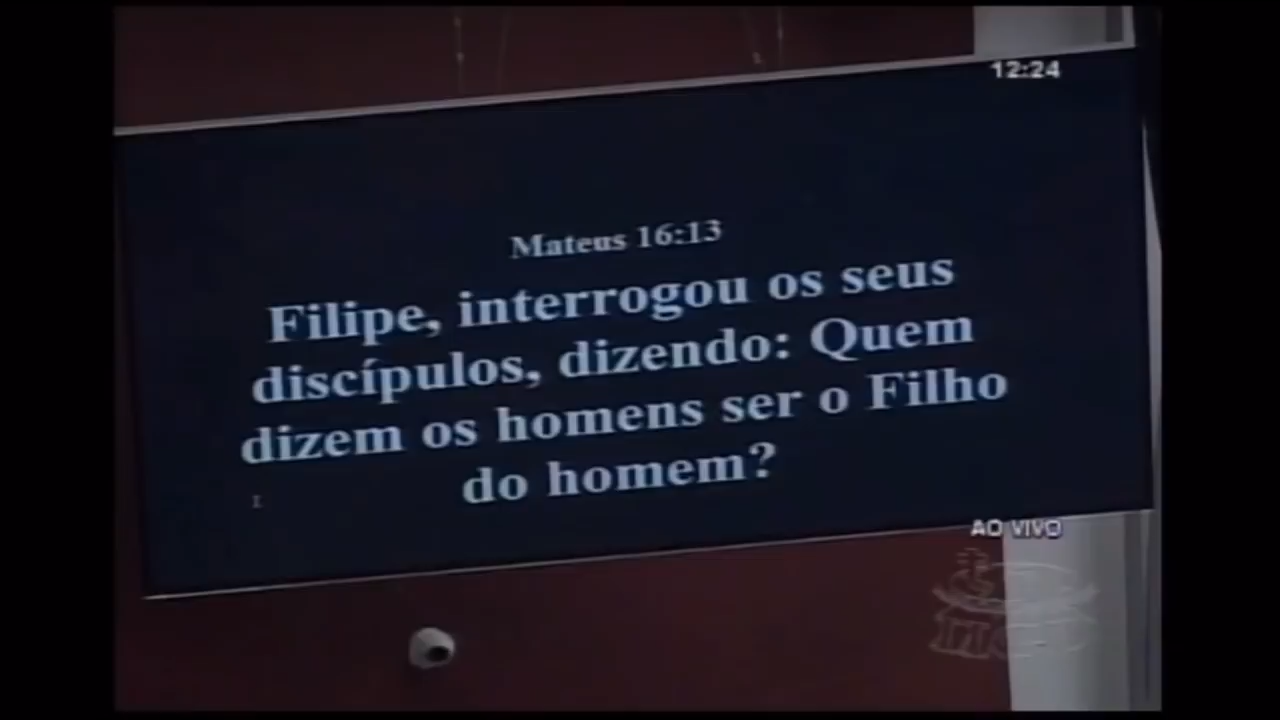 12:24
Mateus 16:13
Filipe, interrogou os seus
discípulos, dizendo: Quem
dizem os homens ser o Filho
do homem?
AO VIVO